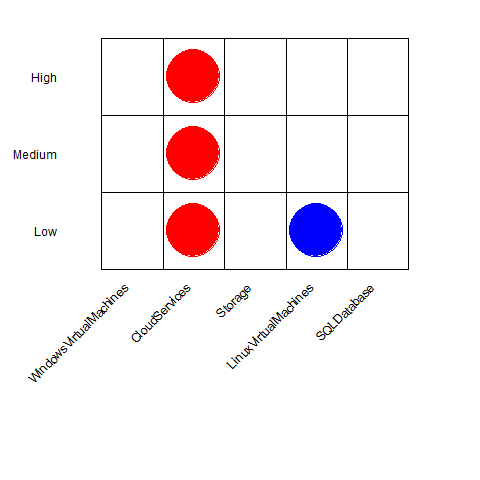 High
Medium
Low
WindowsVirtualMachines
CloudServices
Storage
LinuxVirtualMachines
SQLDatabase